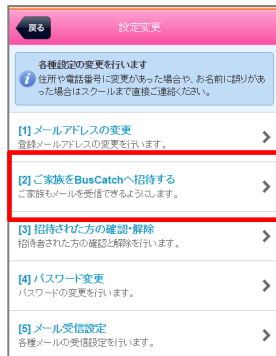 戻る
設定変更
各種設定の変更を行います
住所や電話番号に変更があった場合や、お名前に誤りがあ
った場合はスクールまで直接ご連絡ください。
[1] メールアドレスの変更
登録メールアドレスの変更を行います。
[2] ご家族をBusCatchへ招待する
ご家族もメールを受信できるようにします。
[3] 招待された方の確認・解除
招待者された方の確認と解除を行います。
[4] パスワード変更
パスワードの変更を行います。
[5] メール受信設定
各種メールの受信設定を行います。